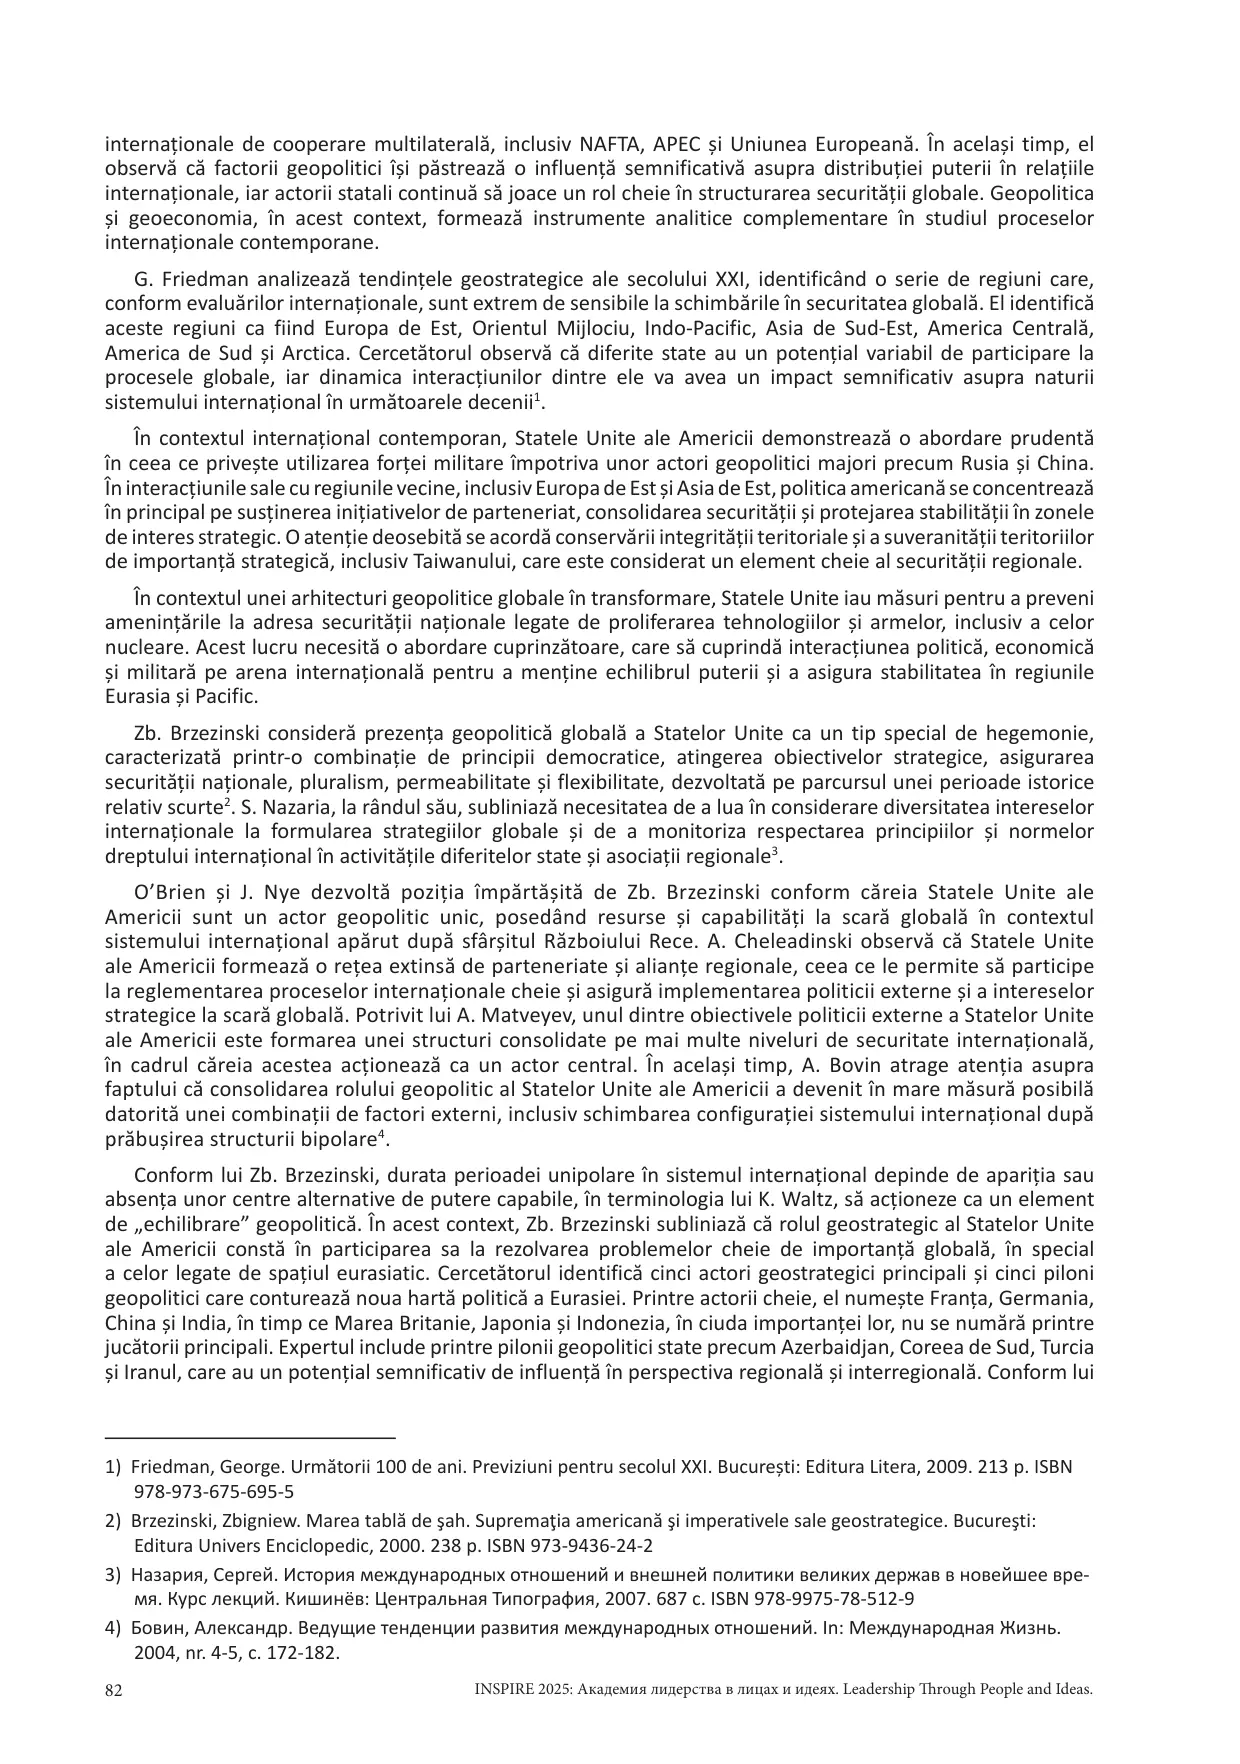 internaționale de cooperare multilaterală, inclusiv NAFTA, APEC și Uniunea Europeană. În același timp, el
observă că factorii geopolitici își păstrează o influență semnificativă asupra distribuției puterii în relațiile
internaționale, iar actorii statali continuă să joace un rol cheie în structurarea securității globale. Geopolitica
și geoeconomia, în acest context, formează instrumente analitice complementare în studiul proceselor
internaționale contemporane.
G. Friedman analizează tendințele geostrategice ale secolului XXI, identificând o serie de regiuni care,
conform evaluărilor internaționale, sunt extrem de sensibile la schimbările în securitatea globală. El identifică
aceste regiuni ca fiind Europa de Est, Orientul Mijlociu, Indo-Pacific, Asia de Sud-Est, America Centrală,
America de Sud și Arctica. Cercetătorul observă că diferite state au un potențial variabil de participare la
procesele globale, iar dinamica interacțiunilor dintre ele va avea un impact semnificativ asupra naturii
sistemului internațional în următoarele decenii¹.
În contextul internațional contemporan, Statele Unite ale Americii demonstrează o abordare prudentă
în ceea ce privește utilizarea forței militare împotriva unor actori geopolitici majori precum Rusia și China.
În interacțiunile sale cu regiunile vecine, inclusiv Europa de Est și Asia de Est, politica americană se concentrează
în principal pe susținerea inițiativelor de parteneriat, consolidarea securității și protejarea stabilității în zonele
de interes strategic. O atenție deosebită se acordă conservării integrității teritoriale și a suveranității teritoriilor
de importanță strategică, inclusiv Taiwanului, care este considerat un element cheie al securității regionale.
În contextul unei arhitecturi geopolitice globale în transformare, Statele Unite iau măsuri pentru a preveni
amenințările la adresa securității naționale legate de proliferarea tehnologiilor și armelor, inclusiv a celor
nucleare. Acest lucru necesită o abordare cuprinzătoare, care să cuprindă interacțiunea politică, economică
și militară pe arena internațională pentru a menține echilibrul puterii și a asigura stabilitatea în regiunile
Eurasia și Pacific.
Zb. Brzezinski consideră prezența geopolitică globală a Statelor Unite ca un tip special de hegemonie,
caracterizată printr-o combinație de principii democratice, atingerea obiectivelor strategice, asigurarea
securității naționale, pluralism, permeabilitate și flexibilitate, dezvoltată pe parcursul unei perioade istorice
relativ scurte². S. Nazaria, la rândul său, subliniază necesitatea de a lua în considerare diversitatea intereselor
internaționale la formularea strategiilor globale și de a monitoriza respectarea principiilor și normelor
dreptului internațional în activitățile diferitelor state și asociații regionale³.
O’Brien și J. Nye dezvoltă poziția împărtășită de Zb. Brzezinski conform căreia Statele Unite ale
Americii sunt un actor geopolitic unic, posedând resurse și capabilități la scară globală în contextul
sistemului internațional apărut după sfârșitul Războiului Rece. A. Cheleadinski observă că Statele Unite
ale Americii formează o rețea extinsă de parteneriate și alianțe regionale, ceea ce le permite să participe
la reglementarea proceselor internaționale cheie și asigură implementarea politicii externe și a intereselor
strategice la scară globală. Potrivit lui A. Matveyev, unul dintre obiectivele politicii externe a Statelor Unite
ale Americii este formarea unei structuri consolidate pe mai multe niveluri de securitate internațională,
în cadrul căreia acestea acționează ca un actor central. În același timp, A. Bovin atrage atenția asupra
faptului că consolidarea rolului geopolitic al Statelor Unite ale Americii a devenit în mare măsură posibilă
datorită unei combinații de factori externi, inclusiv schimbarea configurației sistemului internațional după
prăbușirea structurii bipolare⁴.
Conform lui Zb. Brzezinski, durata perioadei unipolare în sistemul internațional depinde de apariția sau
absența unor centre alternative de putere capabile, în terminologia lui K. Waltz, să acționeze ca un element
de „echilibrare” geopolitică. În acest context, Zb. Brzezinski subliniază că rolul geostrategic al Statelor Unite
ale Americii constă în participarea sa la rezolvarea problemelor cheie de importanță globală, în special
a celor legate de spațiul eurasiatic. Cercetătorul identifică cinci actori geostrategici principali și cinci piloni
geopolitici care conturează noua hartă politică a Eurasiei. Printre actorii cheie, el numește Franța, Germania,
China și India, în timp ce Marea Britanie, Japonia și Indonezia, în ciuda importanței lor, nu se numără printre
jucătorii principali. Expertul include printre pilonii geopolitici state precum Azerbaidjan, Coreea de Sud, Turcia
și Iranul, care au un potențial semnificativ de influență în perspectiva regională și interregională. Conform lui
1) Friedman, George. Următorii 100 de ani. Previziuni pentru secolul XXI. București: Editura Litera, 2009. 213 p. ISBN
978-973-675-695-5
2) Brzezinski, Zbigniew. Marea tablă de şah. Supremaţia americană şi imperativele sale geostrategice. Bucureşti:
Editura Univers Enciclopedic, 2000. 238 p. ISBN 973-9436-24-2
3) Назария, Сергей. История международных отношений и внешней политики великих держав в новейшее вре-
мя. Курс лекций. Кишинёв: Центральная Типография, 2007. 687 с. ISBN 978-9975-78-512-9
4) Бовин, Александр. Ведущие тенденции развития международных отношений. In: Международная Жизнь.
2004, nr. 4-5, с. 172-182.
82 INSPIRE 2025: Академия лидерства в лицах и идеях. Leadership Through People and Ideas.